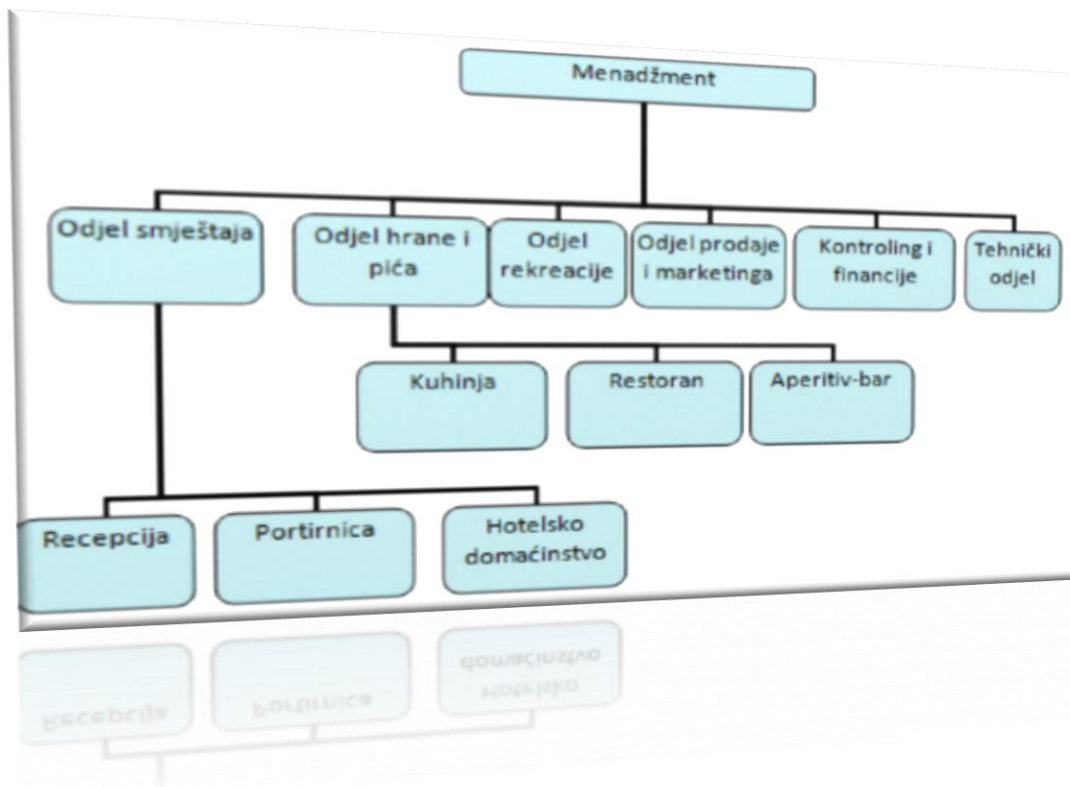 Menadžment
Odjel smještaja
Odjel hrane i
pića
Odjel
rekreacije
Odjel prodaje
i marketinga
Kontroling i
financije
Tehnički
odjel
Kuhinja
Restoran
Aperitiv-bar
Recepcija
Portirnica
Hotelsko
domaćinstvo